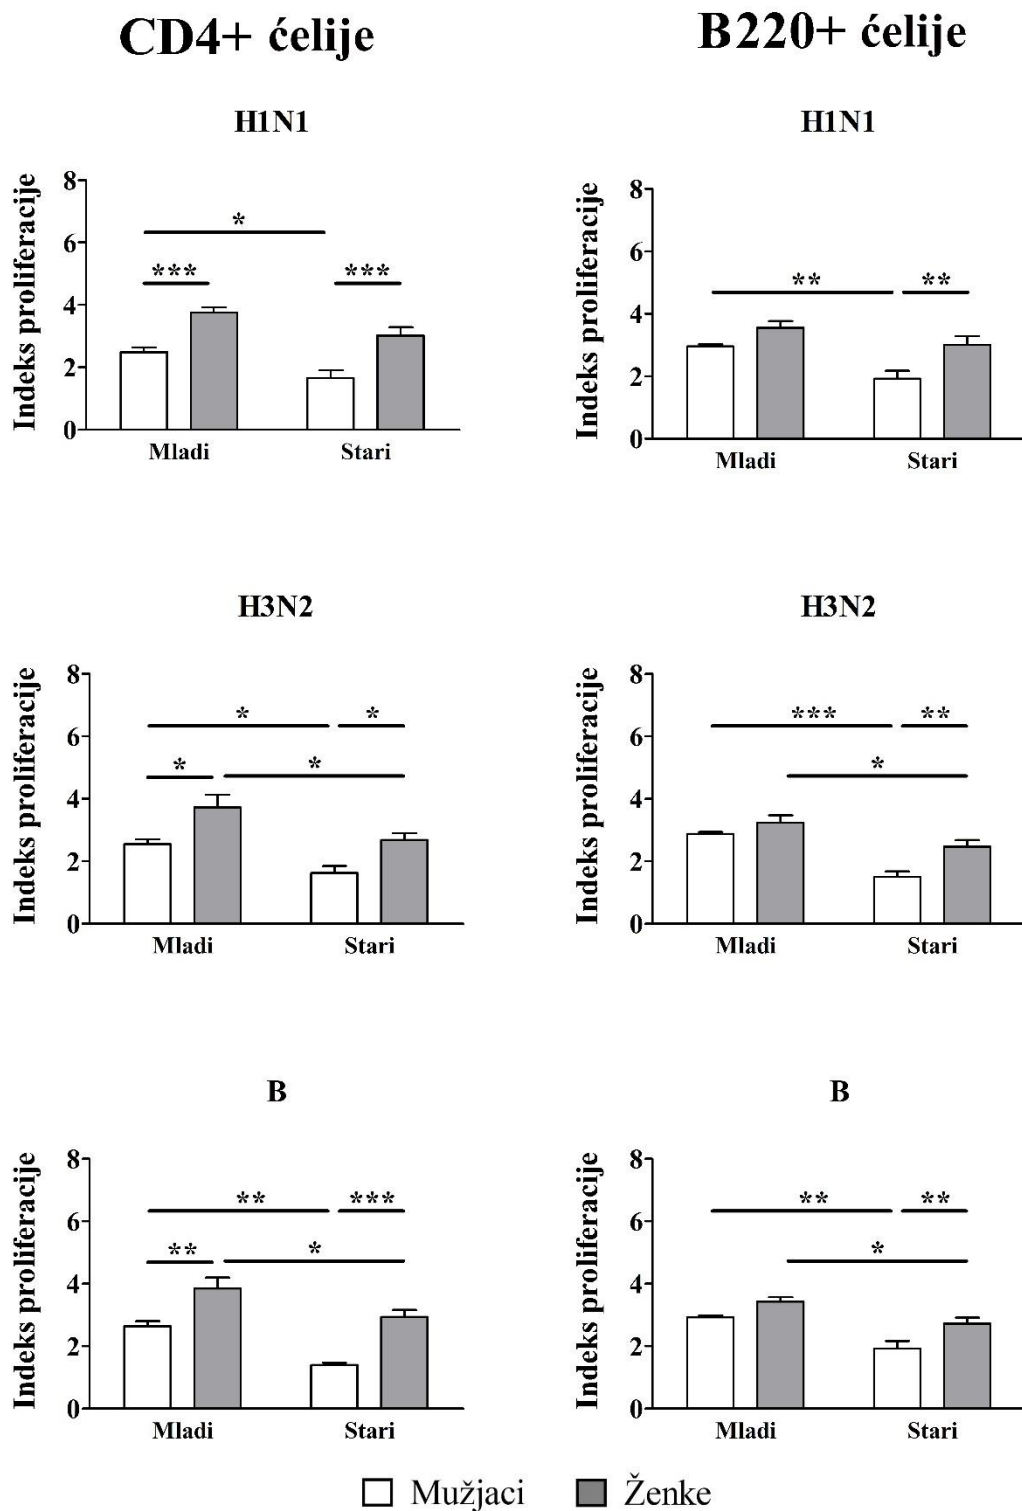 CD4+ ćelije
B220+ ćelije
H1N1
H1N1
Indeks proliferacije
8
6
4
2
0
*
***
***
Mladi
Stari
Indeks proliferacije
8
6
4
2
0
**
**
Mladi
Stari
H3N2
H3N2
Indeks proliferacije
8
6
4
2
0
*
*
*
*
Mladi
Stari
Indeks proliferacije
8
6
4
2
0
***
**
*
Mladi
Stari
B
B
Indeks proliferacije
8
6
4
2
0
**
***
**
*
Mladi
Stari
Indeks proliferacije
8
6
4
2
0
**
**
*
Mladi
Stari
Mužjaci
Ženke